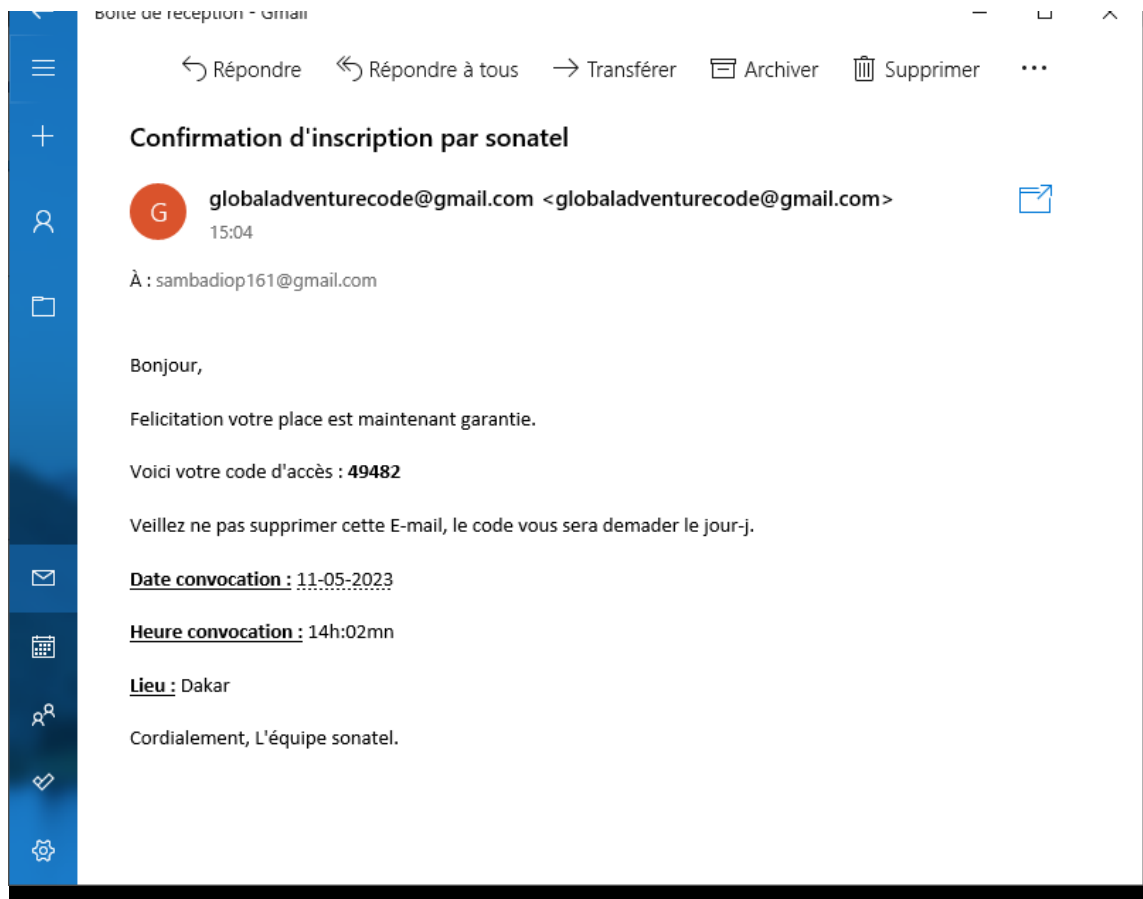 Boîte de réception - Gmail
Répondre Répondre à tous Transférer Archiver Supprimer ...
Confirmation d'inscription par sonatel
G
globaladventurecode@gmail.com <globaladventurecode@gmail.com>
15:04
À : sambadiop161@gmail.com
Bonjour,
Felicitation votre place est maintenant garantie.
Voici votre code d'accès : 49482
Veillez ne pas supprimer cette E-mail, le code vous sera demader le jour-j.
Date convocation : 11-05-2023
Heure convocation : 14h:02mn
Lieu : Dakar
Cordialement, L'équipe sonatel.